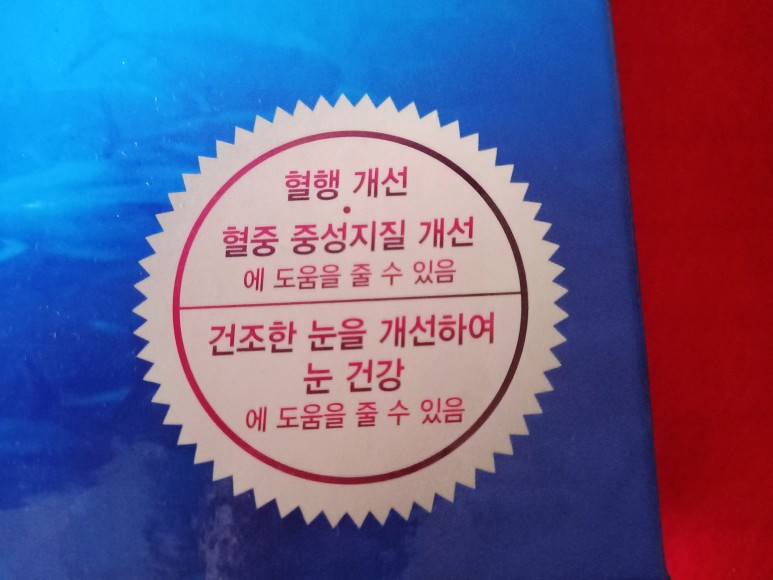 혈행 개선
·
혈중 중성지질 개선
에 도움을 줄 수 있음
건조한 눈을 개선하여
눈 건강
에 도움을 줄 수 있음